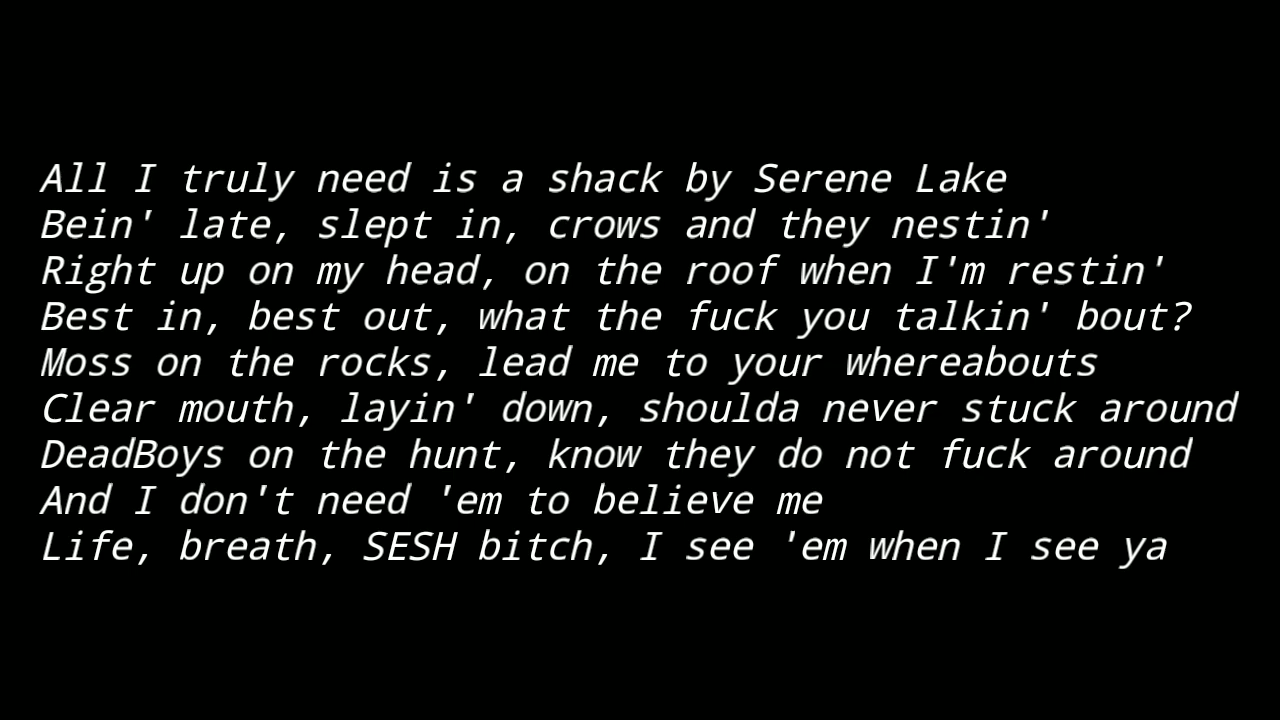 All I truly need is a shack by Serene Lake
Bein' late, slept in, crows and they nestin'
Right up on my head, on the roof when I'm restin'
Best in, best out, what the fuck you talkin' bout?
Moss on the rocks, lead me to your whereabouts
Clear mouth, layin' down, shoulda never stuck around
DeadBoys on the hunt, know they do not fuck around
And I don't need 'em to believe me
Life, breath, SESH bitch, I see 'em when I see ya